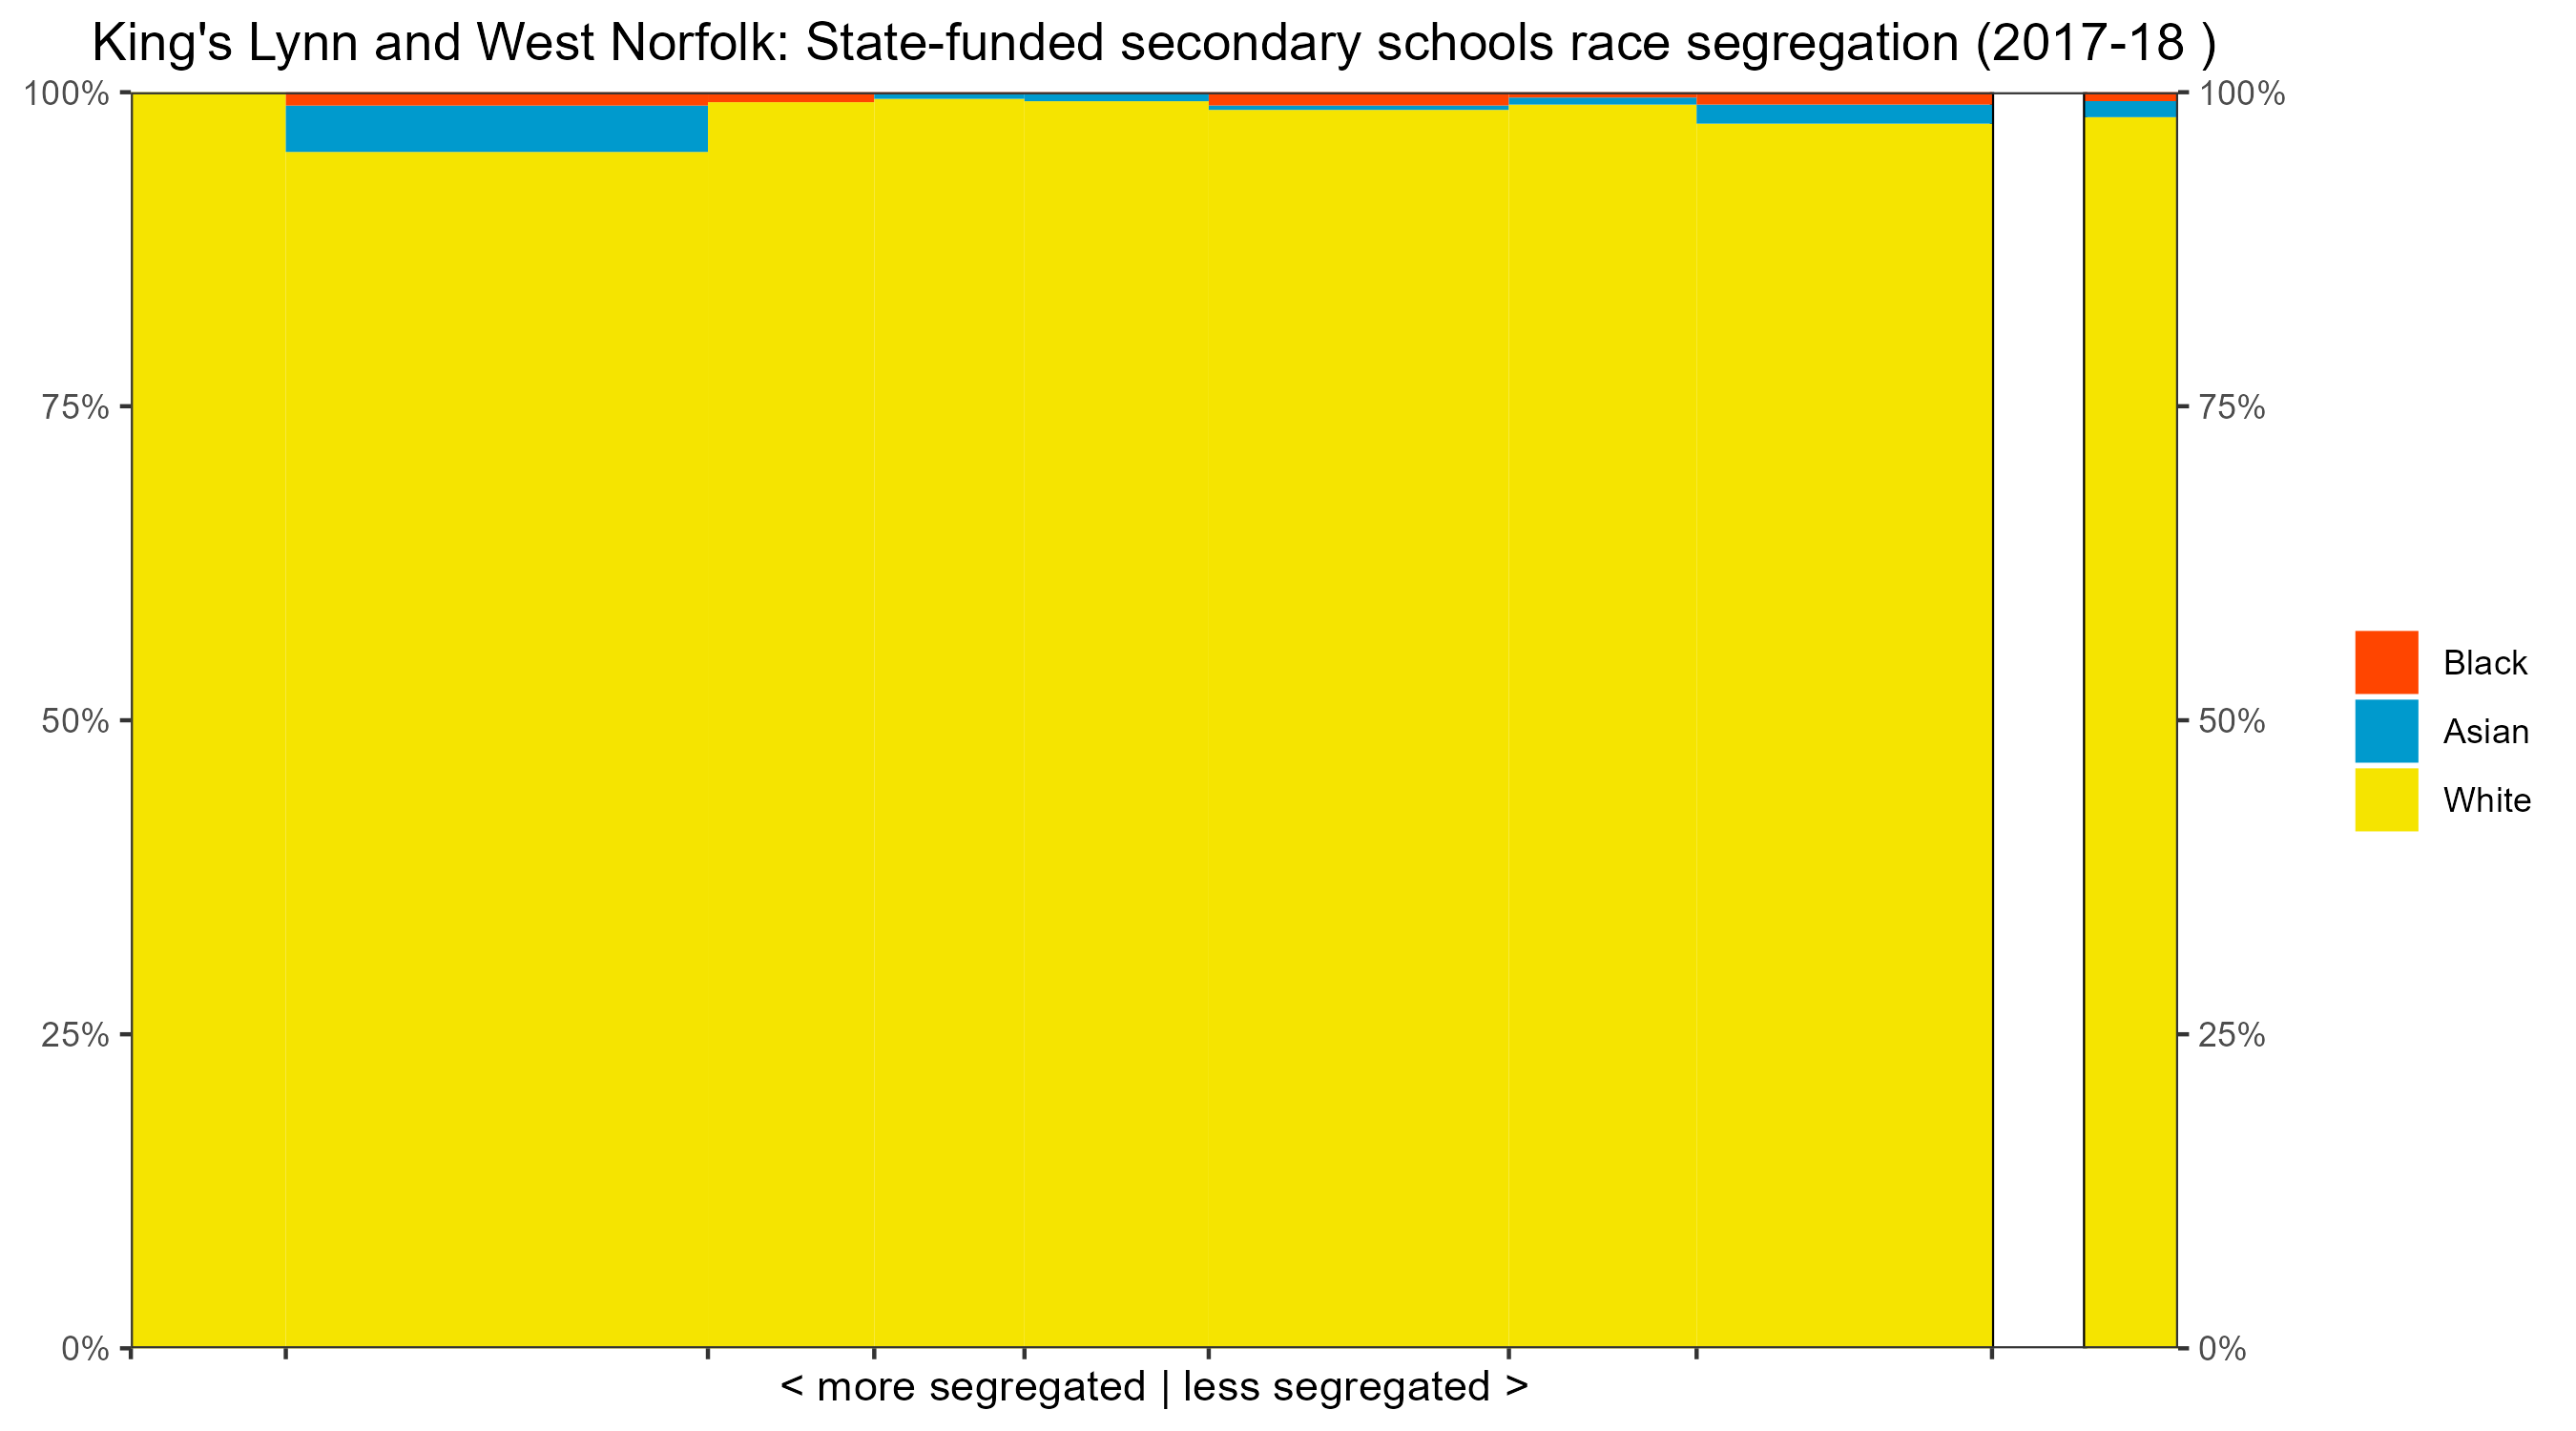 King's Lynn and West Norfolk: State-funded secondary schools race segregation (2017-18 )
100%
75%
50%
25%
0%
100%
75%
50%
25%
0%
Black
Asian
White
< more segregated | less segregated >